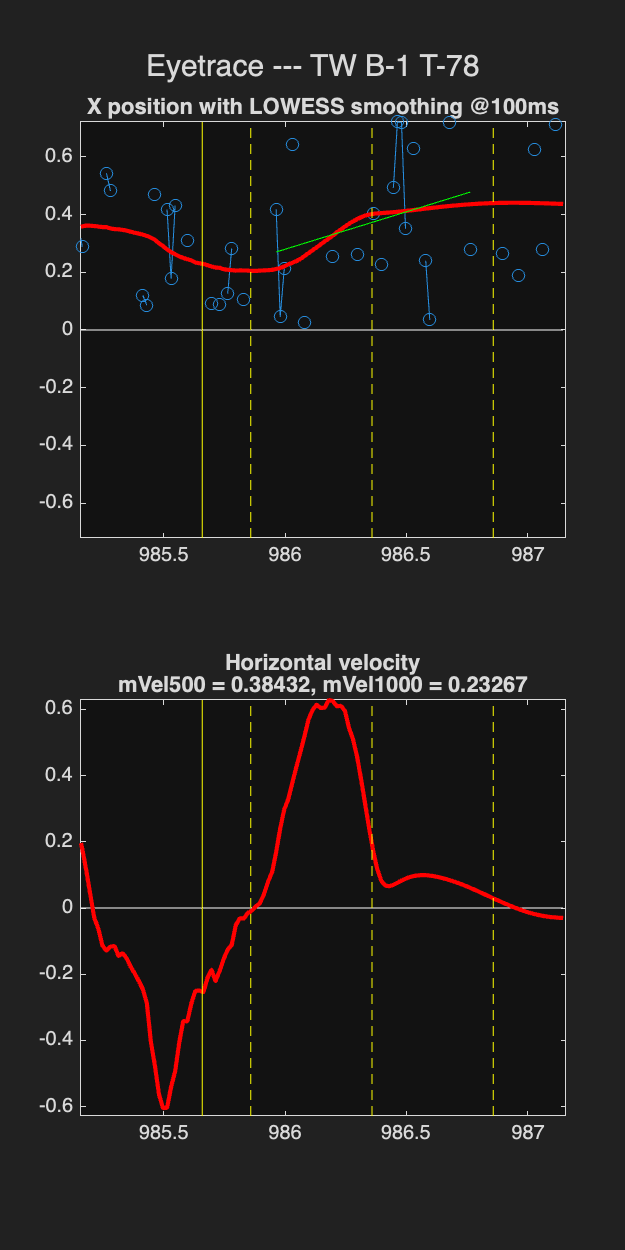 Eyetrace --- TW B-1 T-78
X position with LOWESS smoothing @100ms
0.6
0.4
0.2
0
-0.2
-0.4
-0.6
985.5 986 986.5 987
Horizontal velocity
mVel500 = 0.38432, mVel1000 = 0.23267
0.6
0.4
0.2
0
-0.2
-0.4
-0.6
985.5 986 986.5 987